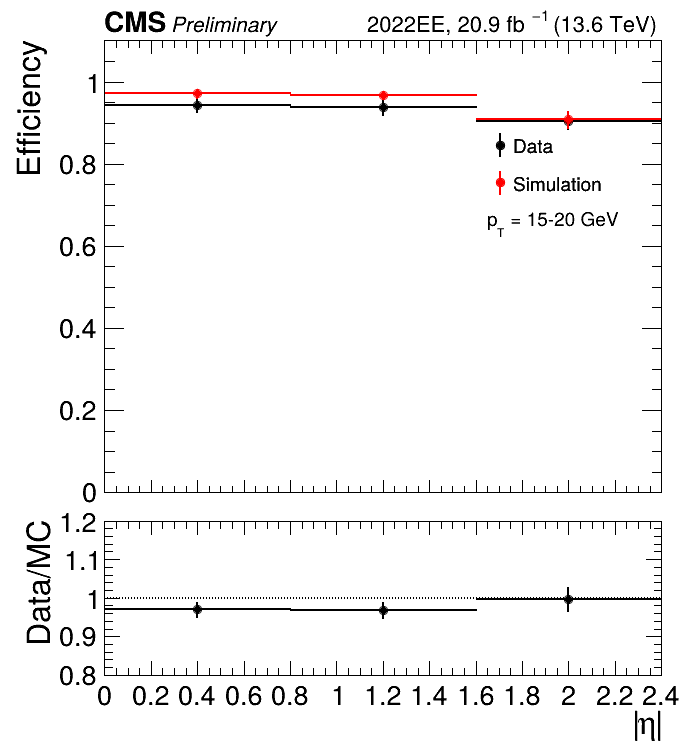 CMS Preliminary 2022EE, 20.9 fb⁻¹ (13.6 TeV)
Efficiency
1
0.8
0.6
0.4
0.2
0
Data
Simulation
p_T = 15-20 GeV
Data/MC
1.2
1.1
1
0.9
0.8
0 0.2 0.4 0.6 0.8 1 1.2 1.4 1.6 1.8 2 2.2 2.4
|η|